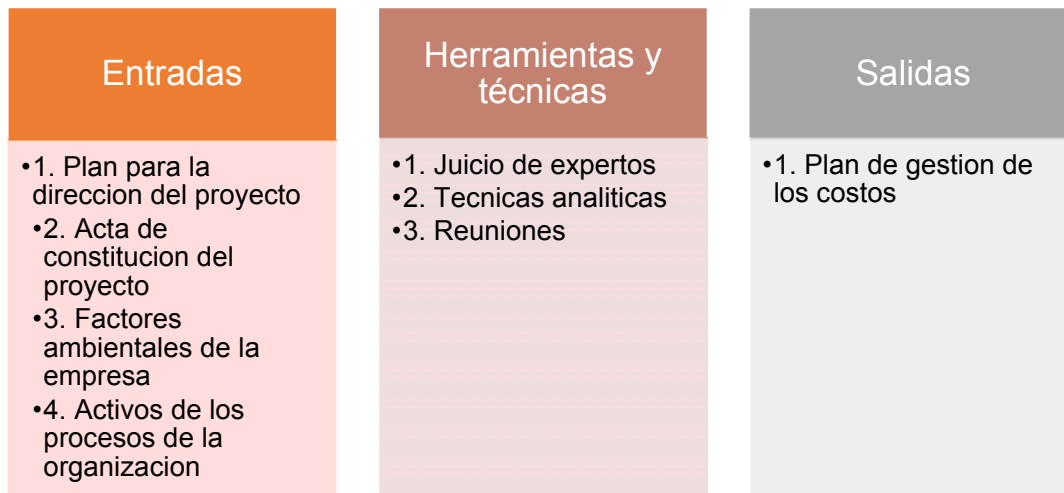 Entradas
•1. Plan para la
direccion del proyecto
•2. Acta de
constitucion del
proyecto
•3. Factores
ambientales de la
empresa
•4. Activos de los
procesos de la
organizacion
Herramientas y
técnicas
•1. Juicio de expertos
•2. Tecnicas analiticas
•3. Reuniones
Salidas
•1. Plan de gestion de
los costos